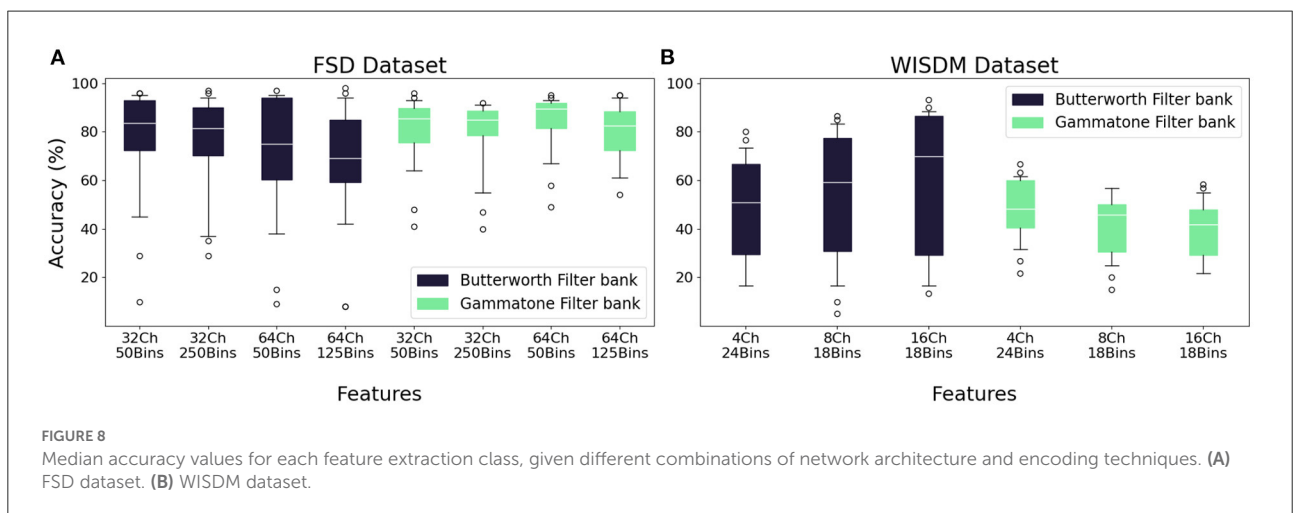 A
FSD Dataset
100
80
60
40
20
Accuracy (%)
Butterworth Filter bank
Gammatone Filter bank
32Ch 32Ch 64Ch 64Ch 32Ch 32Ch 64Ch 64Ch
50Bins 250Bins 50Bins 125Bins 50Bins 250Bins 50Bins 125Bins
Features
B
WISDM Dataset
100
80
60
40
20
Butterworth Filter bank
Gammatone Filter bank
4Ch 8Ch 16Ch 4Ch 8Ch 16Ch
24Bins 18Bins 18Bins 24Bins 18Bins 18Bins
Features
FIGURE 8
Median accuracy values for each feature extraction class, given different combinations of network architecture and encoding techniques. (A)
FSD dataset. (B) WISDM dataset.